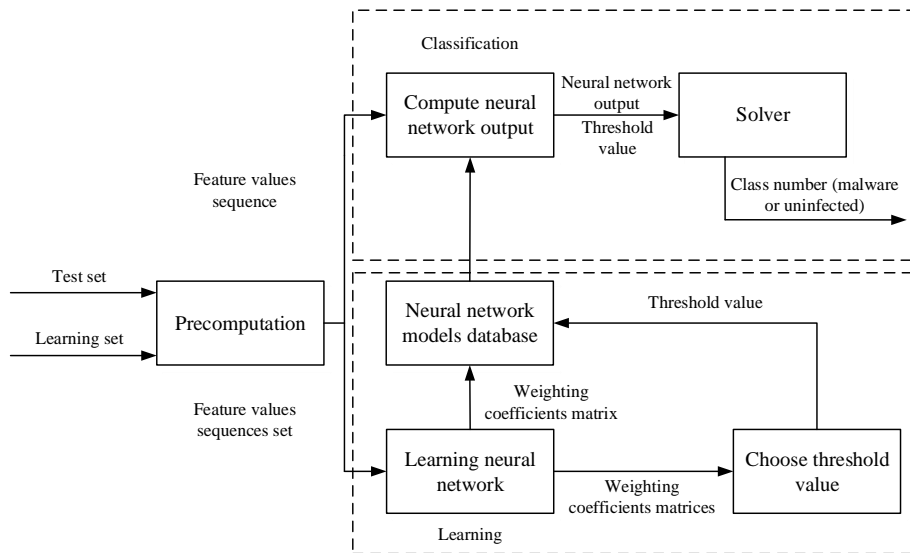 Classification
Compute neural
network output
Neural network
output
Threshold
value
Solver
Class number (malware
or uninfected)
Feature values
sequence
Test set
Learning set
Precomputation
Neural network
models database
Threshold value
Feature values
sequences set
Weighting
coefficients matrix
Learning neural
network
Weighting
coefficients matrices
Choose threshold
value
Learning